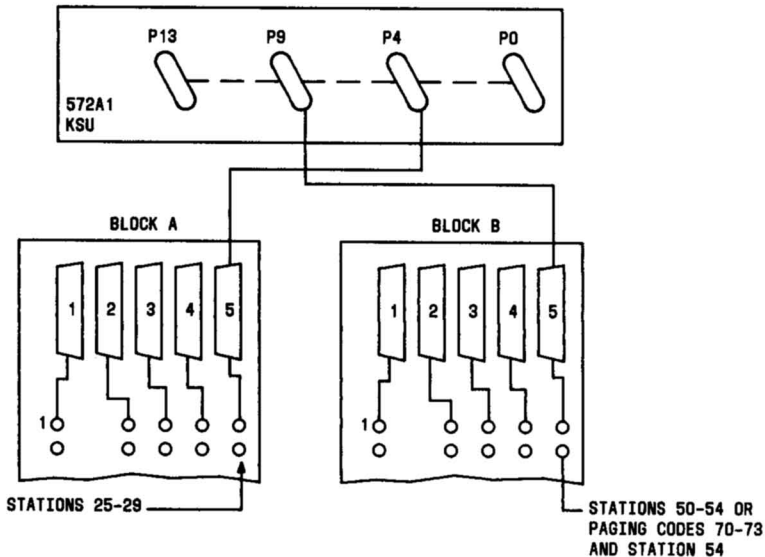 P13 P9 P4 P0
572A1
KSU
BLOCK A
BLOCK B
1 2 3 4 5
1 2 3 4 5
1
1
STATIONS 25-29
STATIONS 50-54 OR
PAGING CODES 70-73
AND STATION 54